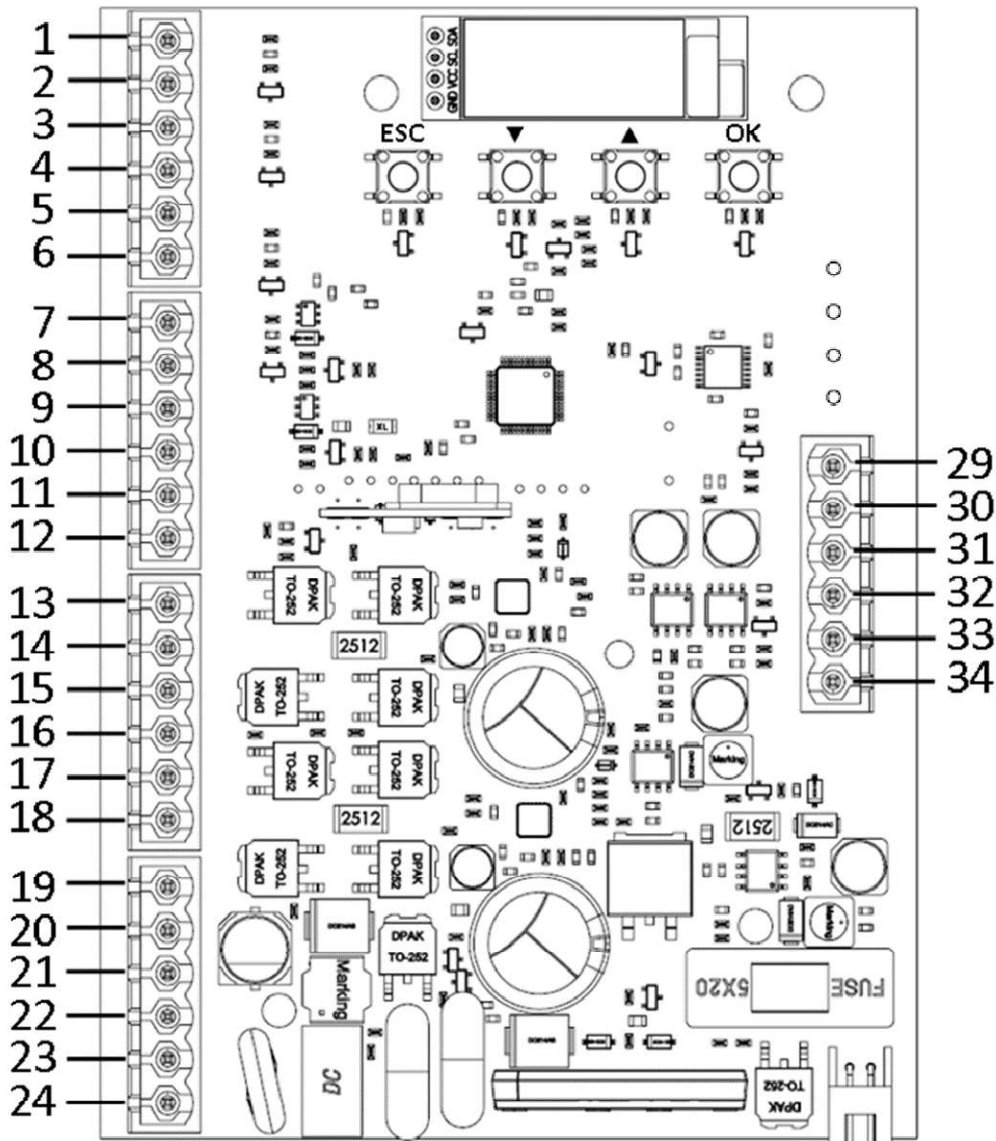 1
2
3
4
5
6
7
8
9
10
11
12
13
14
15
16
17
18
19
20
21
22
23
24
GND VCC SCL SDA
ESC ▼ ▲ OK
XL
29
30
31
32
33
34
DPAK
TO-252
DPAK
TO-252
2512
DPAK
TO-252
DPAK
TO-252
DPAK
TO-252
DPAK
TO-252
Marking
2512
2512
DPAK
TO-252
DPAK
TO-252
Marking
DPAK
TO-252
Marking
FUSE
5X20
DC
DPAK
TO-252